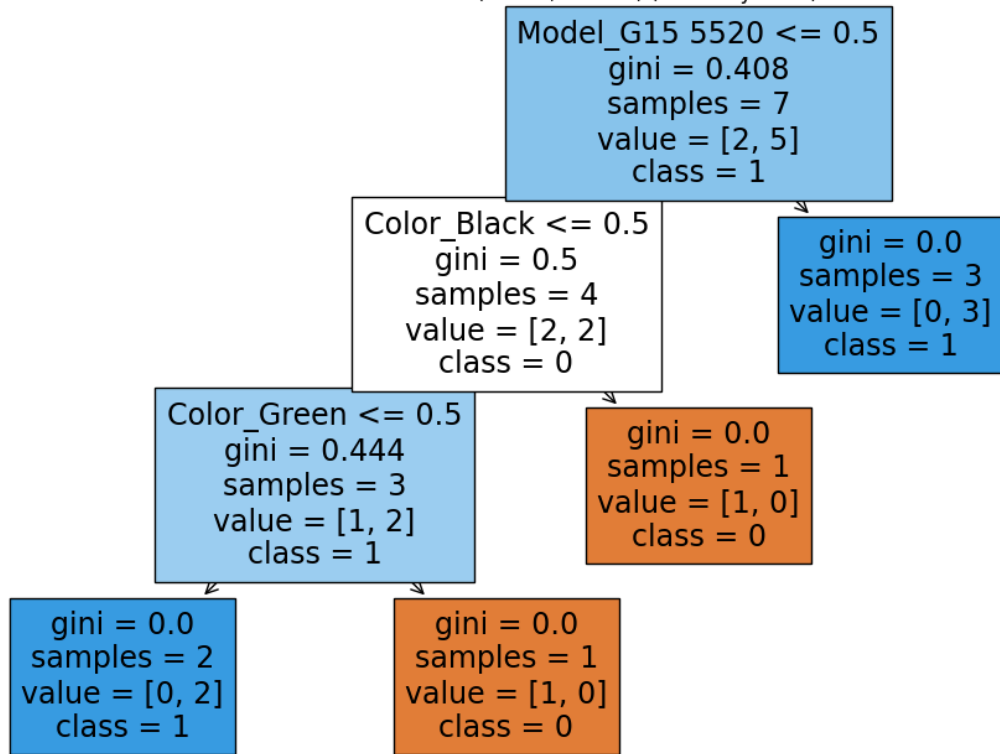 Model_G15 5520 <= 0.5
gini = 0.408
samples = 7
value = [2, 5]
class = 1
Color_Black <= 0.5
gini = 0.5
samples = 4
value = [2, 2]
class = 0
gini = 0.0
samples = 3
value = [0, 3]
class = 1
Color_Green <= 0.5
gini = 0.444
samples = 3
value = [1, 2]
class = 1
gini = 0.0
samples = 1
value = [1, 0]
class = 0
gini = 0.0
samples = 2
value = [0, 2]
class = 1
gini = 0.0
samples = 1
value = [1, 0]
class = 0